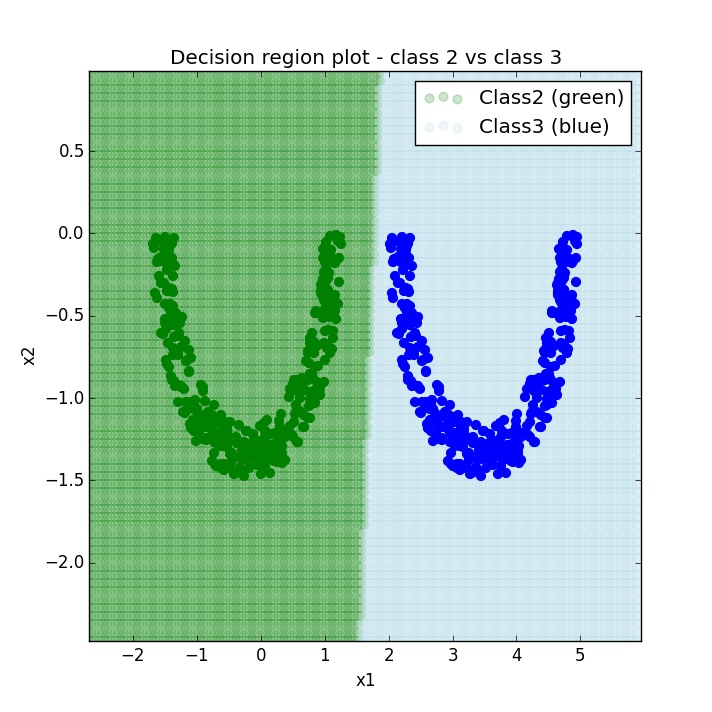 Decision region plot - class 2 vs class 3
Class2 (green)
Class3 (blue)
0.5
0.0
−0.5
−1.0
−1.5
−2.0
x2
−2 −1 0 1 2 3 4 5
x1